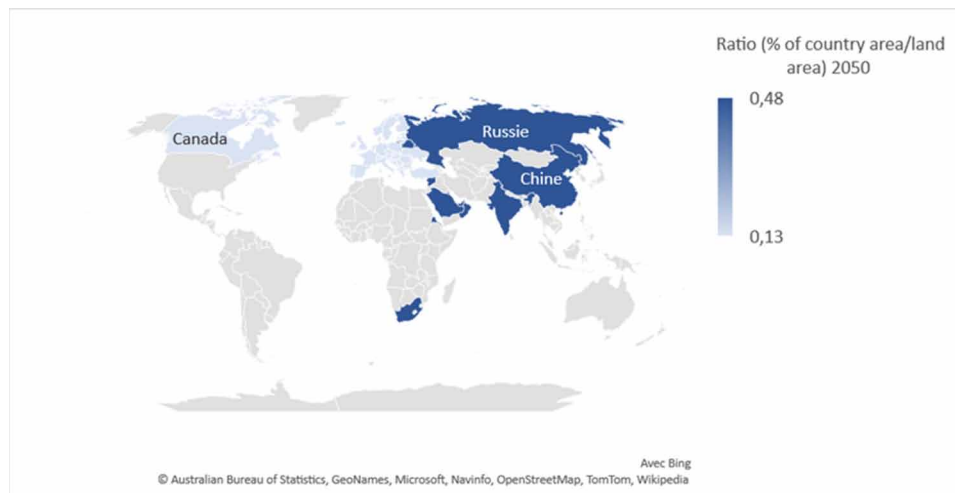 Ratio (% of country area/land
area) 2050
0,48
0,13
Canada
Russie
Chine
Avec Bing
© Australian Bureau of Statistics, GeoNames, Microsoft, Navinfo, OpenStreetMap, TomTom, Wikipedia